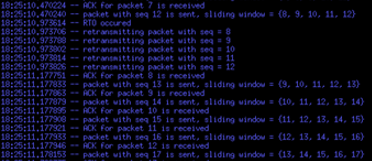 18:25:10,470224 -- ACK for packet 7 is received
18:25:10,470240 -- packet with seq 12 is sent, sliding window = {8, 9, 10, 11, 12}
18:25:10,973614 -- RTO occured
18:25:10,973706 -- retransmitting packet with seq = 8
18:25:10,973788 -- retransmitting packet with seq = 9
18:25:10,973802 -- retransmitting packet with seq = 10
18:25:10,973814 -- retransmitting packet with seq = 11
18:25:10,973826 -- retransmitting packet with seq = 12
18:25:11,177751 -- ACK for packet 8 is received
18:25:11,177833 -- packet with seq 13 is sent, sliding window = {9, 10, 11, 12, 13}
18:25:11,177863 -- ACK for packet 9 is received
18:25:11,177879 -- packet with seq 14 is sent, sliding window = {10, 11, 12, 13, 14}
18:25:11,177895 -- ACK for packet 10 is received
18:25:11,177908 -- packet with seq 15 is sent, sliding window = {11, 12, 13, 14, 15}
18:25:11,177921 -- ACK for packet 11 is received
18:25:11,177933 -- packet with seq 16 is sent, sliding window = {12, 13, 14, 15, 16}
18:25:11,177946 -- ACK for packet 12 is received
18:25:11,178153 -- packet with seq 17 is sent, sliding window = {13, 14, 15, 16, 17}